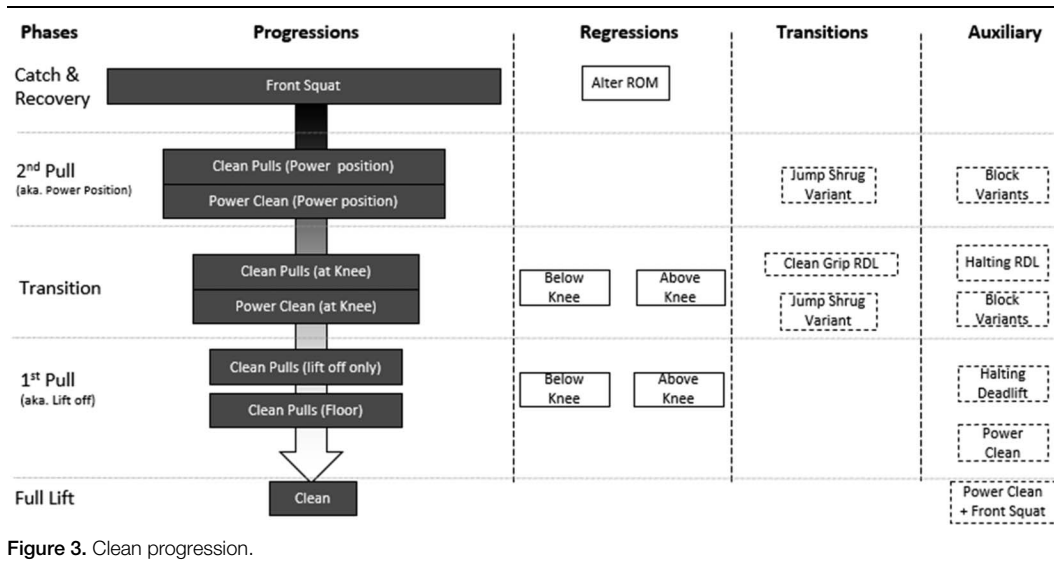 Phases Progressions Regressions Transitions Auxiliary
Catch &
Recovery
Front Squat
Alter ROM
2nd Pull
(aka. Power Position)
Clean Pulls (Power position)
Power Clean (Power position)
Jump Shrug
Variant
Block
Variants
Transition
Clean Pulls (at Knee)
Power Clean (at Knee)
Below
Knee
Above
Knee
Clean Grip RDL
Jump Shrug
Variant
Halting RDL
Block
Variants
1st Pull
(aka. Lift off)
Clean Pulls (lift off only)
Clean Pulls (Floor)
Below
Knee
Above
Knee
Halting
Deadlift
Power
Clean
Full Lift
Clean
Power Clean
+ Front Squat
Figure 3. Clean progression.